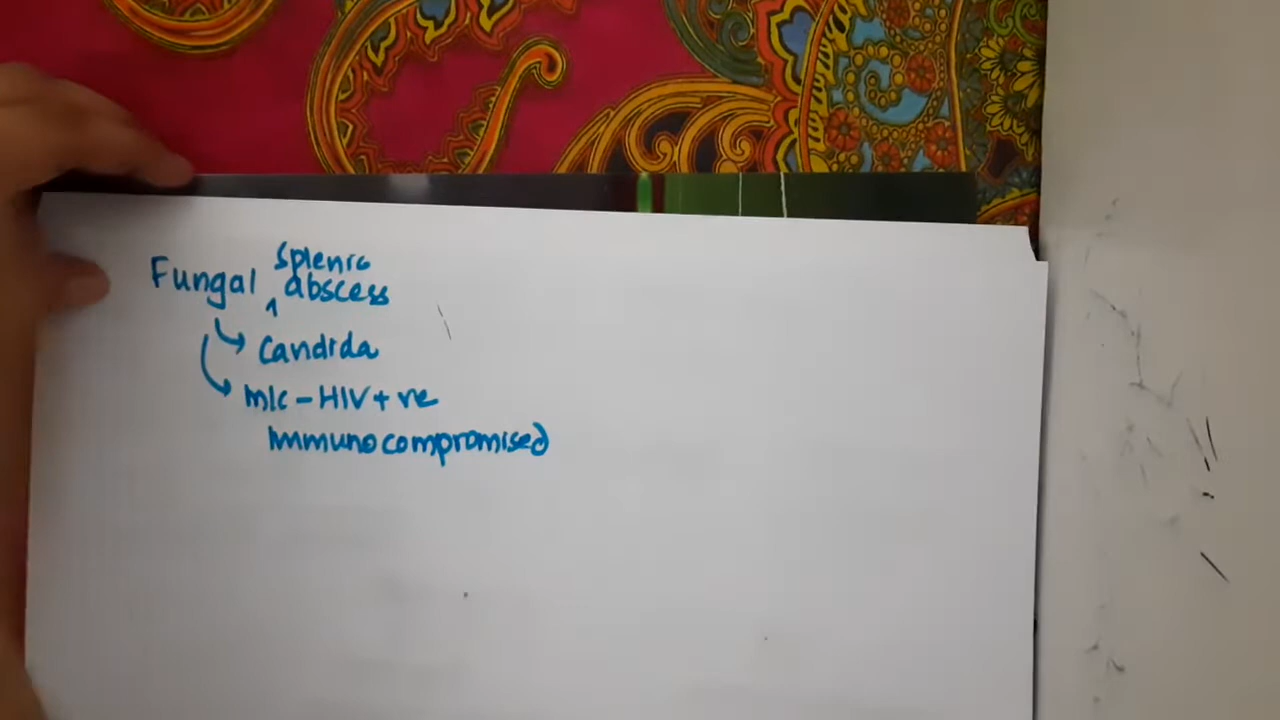 Fungal splenic abscess
Candida
m/c - HIV +ve
Immunocompromised